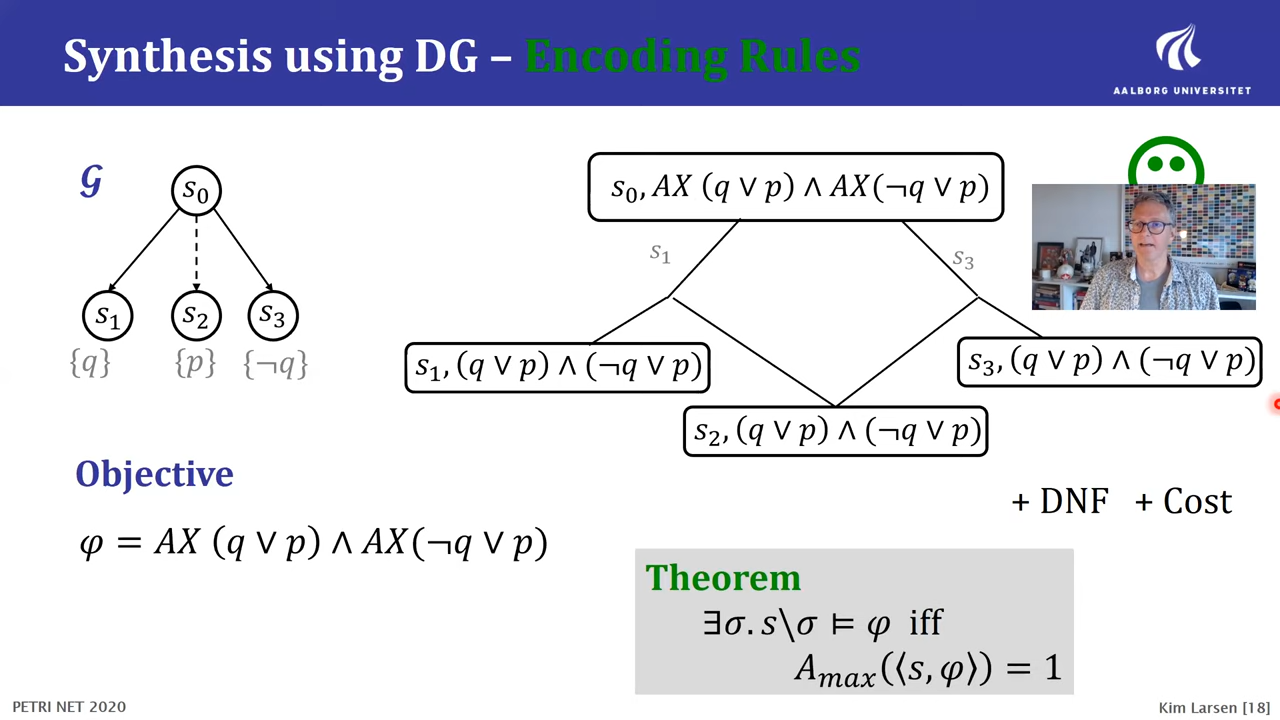 Synthesis using DG – Encoding Rules
AALBORG UNIVERSITET
𝒢
s₀
s₁ s₂ s₃
{q} {p} {¬q}
s₀, AX (q ∨ p) ∧ AX(¬q ∨ p)
s₁ s₃
s₁, (q ∨ p) ∧ (¬q ∨ p)
s₃, (q ∨ p) ∧ (¬q ∨ p)
s₂, (q ∨ p) ∧ (¬q ∨ p)
Objective
φ = AX (q ∨ p) ∧ AX(¬q ∨ p)
+ DNF + Cost
Theorem
∃σ. s\σ ⊨ φ iff
Aₘₐₓ(⟨s, φ⟩) = 1
PETRI NET 2020
Kim Larsen [18]